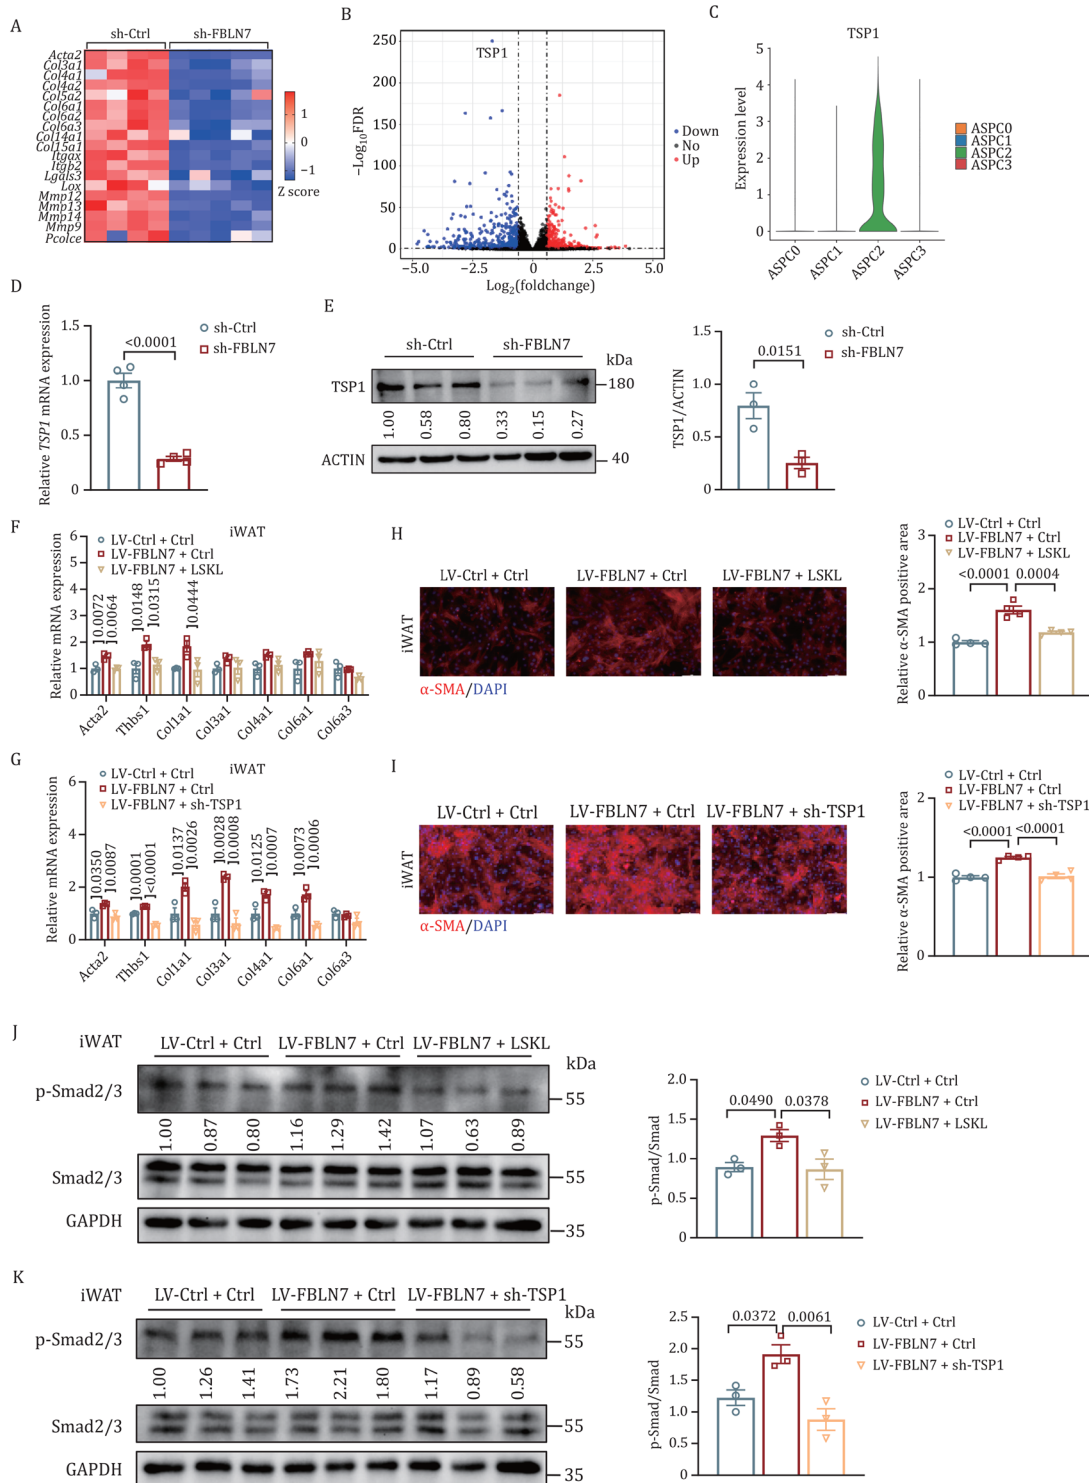 A
sh-Ctrl sh-FBLN7
Acta2
Col3a1
Col4a1
Col4a2
Col5a2
Col6a1
Col6a2
Col6a3
Col14a1
Col15a1
Itgax
Itgb2
Lgals3
Lox
Mmp12
Mmp13
Mmp14
Mmp9
Pcolce
1
0
−1
Z score
B
−Log10FDR
250
200
150
100
50
0
TSP1
−5.0 −2.5 0 2.5 5.0
Log2(foldchange)
Down
No
Up
C
TSP1
Expression level
5
4
3
2
1
0
ASPC0 ASPC1 ASPC2 ASPC3
ASPC0
ASPC1
ASPC2
ASPC3
D
Relative TSP1 mRNA expression
1.5
1.0
0.5
0
<0.0001
sh-Ctrl
sh-FBLN7
E
sh-Ctrl sh-FBLN7
kDa
TSP1 180
1.00 0.58 0.80 0.33 0.15 0.27
ACTIN 40
TSP1/ACTIN
1.5
1.0
0.5
0
0.0151
sh-Ctrl
sh-FBLN7
F
iWAT
Relative mRNA expression
6
5
4
3
2
1
0
LV-Ctrl + Ctrl
LV-FBLN7 + Ctrl
LV-FBLN7 + LSKL
0.0072 0.0064 0.0148 0.0315 0.0444
Acta2 Thbs1 Col1a1 Col3a1 Col4a1 Col6a1 Col6a3
H
LV-Ctrl + Ctrl LV-FBLN7 + Ctrl LV-FBLN7 + LSKL
iWAT
α-SMA/DAPI
Relative α-SMA positive area
3
2
1
0
LV-Ctrl + Ctrl
LV-FBLN7 + Ctrl
LV-FBLN7 + LSKL
<0.0001 0.0004
G
iWAT
Relative mRNA expression
6
4
2
0
LV-Ctrl + Ctrl
LV-FBLN7 + Ctrl
LV-FBLN7 + sh-TSP1
0.0350 0.0087 0.0001 <0.0001 0.0137 0.0026 0.0028 0.0008 0.0125 0.0007 0.0073 0.0006
Acta2 Thbs1 Col1a1 Col3a1 Col4a1 Col6a1 Col6a3
I
LV-Ctrl + Ctrl LV-FBLN7 + Ctrl LV-FBLN7 + sh-TSP1
iWAT
α-SMA/DAPI
Relative α-SMA positive area
2
1
0
LV-Ctrl + Ctrl
LV-FBLN7 + Ctrl
LV-FBLN7 + sh-TSP1
<0.0001 <0.0001
J
iWAT LV-Ctrl + Ctrl LV-FBLN7 + Ctrl LV-FBLN7 + LSKL
kDa
p-Smad2/3 55
1.00 0.87 0.80 1.16 1.29 1.42 1.07 0.63 0.89
Smad2/3 55
GAPDH 35
p-Smad/Smad
2.0
1.5
1.0
0.5
0
0.0490 0.0378
LV-Ctrl + Ctrl
LV-FBLN7 + Ctrl
LV-FBLN7 + LSKL
K
iWAT LV-Ctrl + Ctrl LV-FBLN7 + Ctrl LV-FBLN7 + sh-TSP1
kDa
p-Smad2/3 55
1.00 1.26 1.41 1.73 2.21 1.80 1.17 0.89 0.58
Smad2/3 55
GAPDH 35
p-Smad/Smad
2.5
2.0
1.5
1.0
0.5
0
0.0372 0.0061
LV-Ctrl + Ctrl
LV-FBLN7 + Ctrl
LV-FBLN7 + sh-TSP1